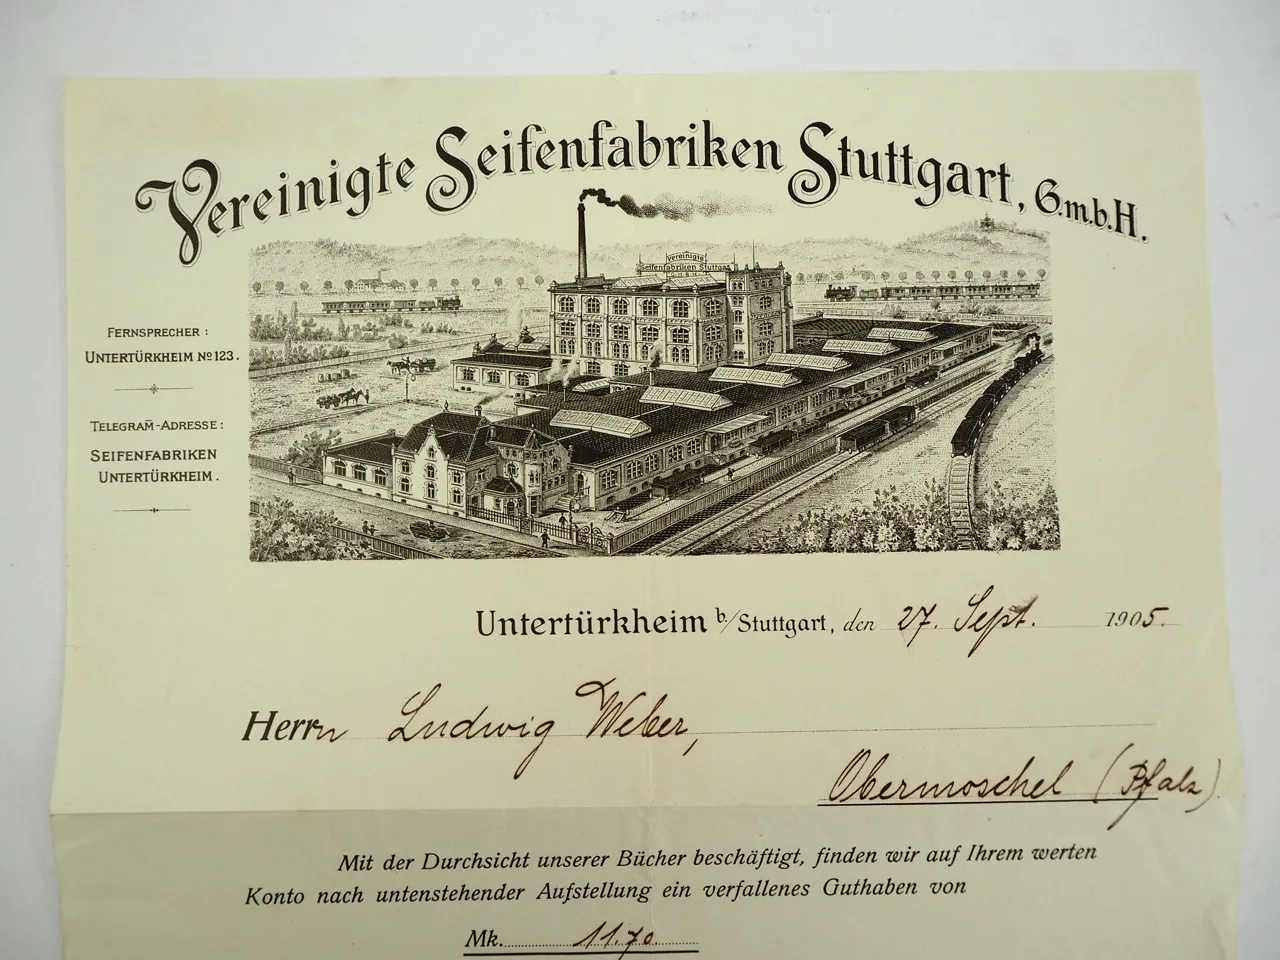 Vereinigte Seifenfabriken Stuttgart, G.m.b.H.
Vereinigte
Seifenfabriken Stuttgart
G.M.B.H.
FERNSPRECHER:
UNTERTÜRKHEIM No 123.
TELEGRAM̄-ADRESSE:
SEIFENFABRIKEN
UNTERTÜRKHEIM.
Untertürkheim b/Stuttgart, den 27. Sept. 1905.
Herrn Ludwig Weber,
Obermoschel (Pfalz)
Mit der Durchsicht unserer Bücher beschäftigt, finden wir auf Ihrem werten
Konto nach untenstehender Aufstellung ein verfallenes Guthaben von
Mk. 11.70